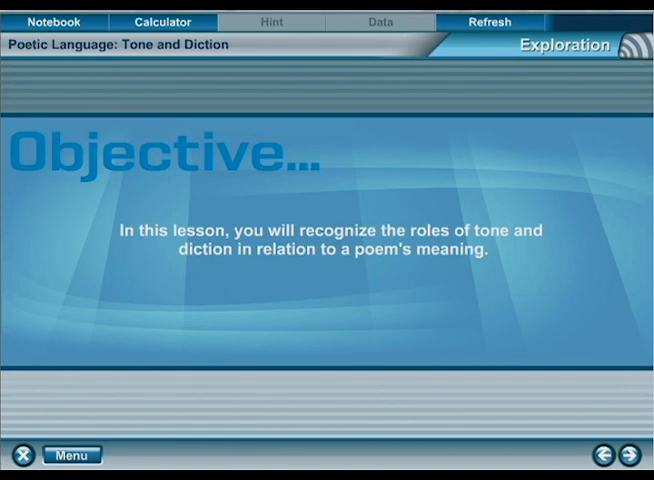 Notebook Calculator Hint Data Refresh
Poetic Language: Tone and Diction
Exploration
Objective...
In this lesson, you will recognize the roles of tone and
diction in relation to a poem's meaning.
Menu